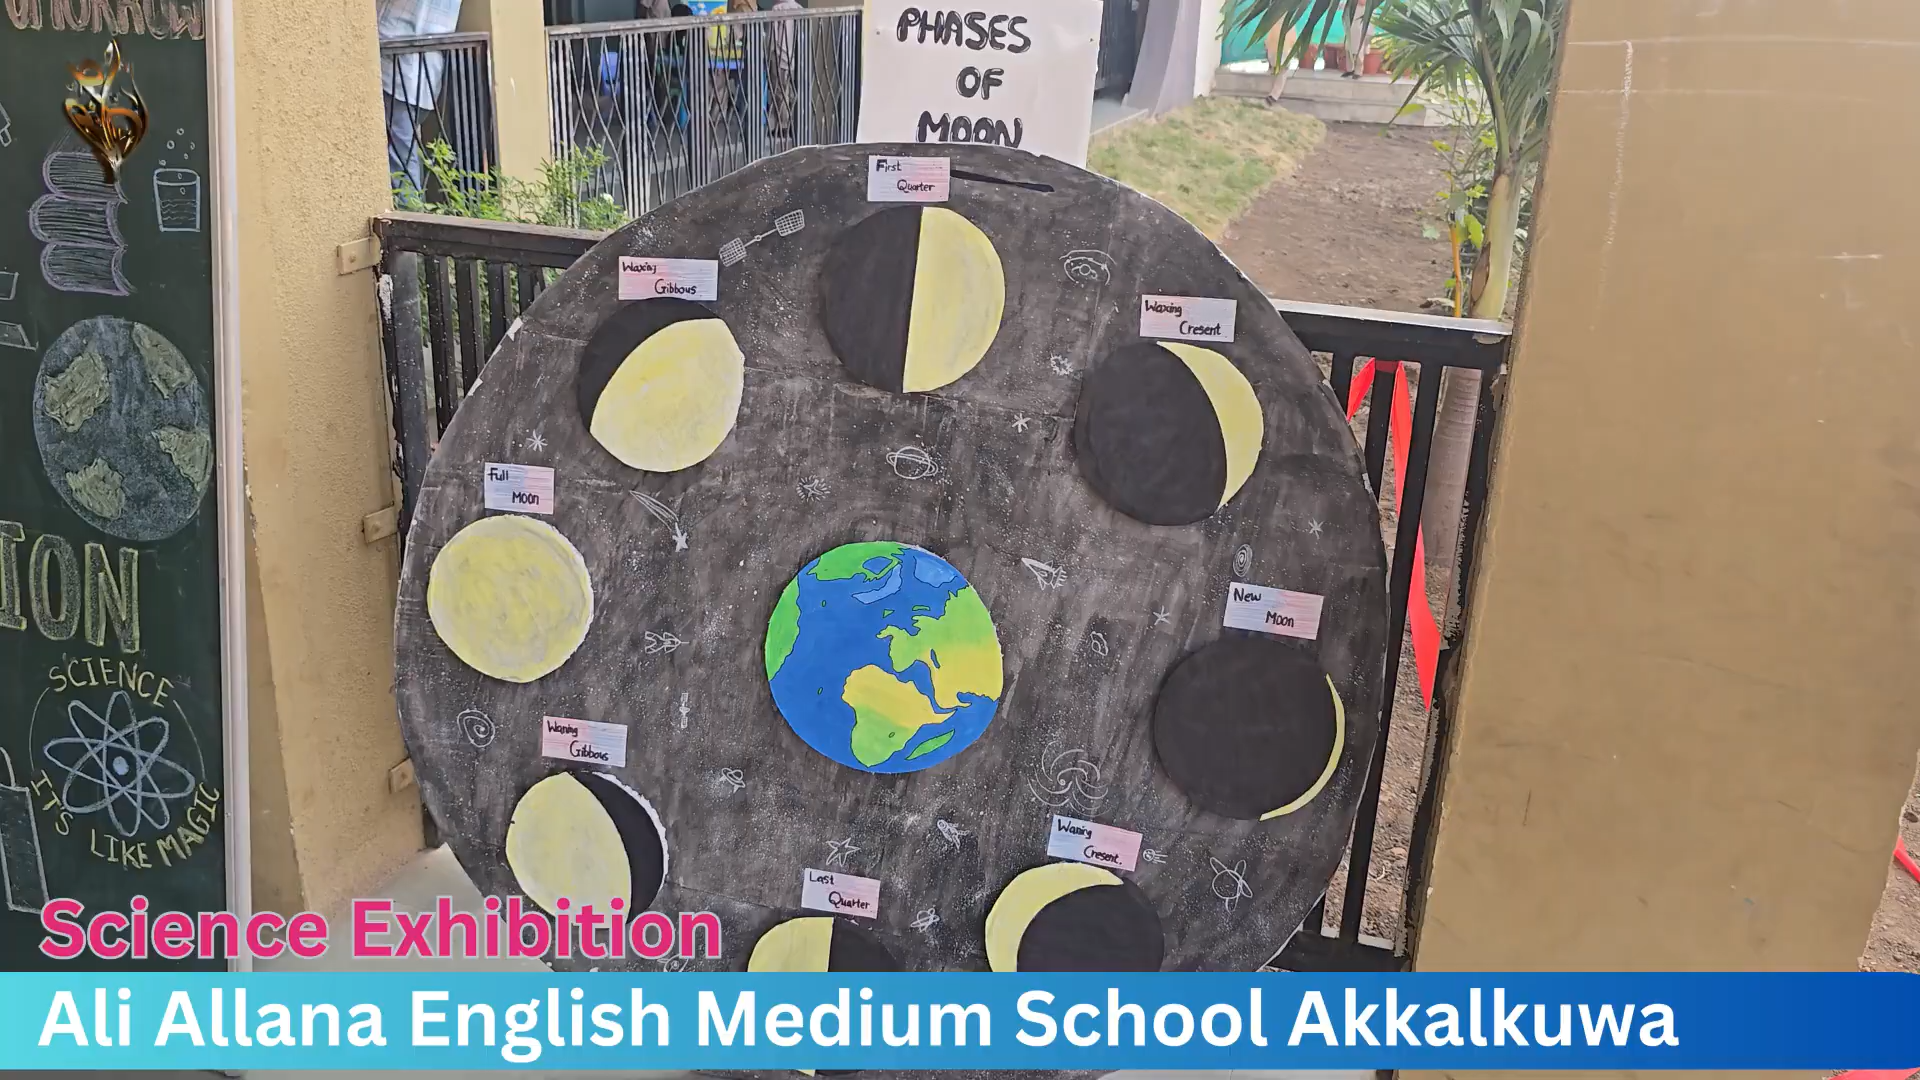 PHASES
OF
MOON
First
Quarter
Waxing
Gibbous
Waxing
Cresent
Full
Moon
New
Moon
Waning
Gibbous
Waning
Cresent.
Last
Quarter
ION
SCIENCE
ITS
LIKE MAGIC
Science Exhibition
Ali Allana English Medium School Akkalkuwa